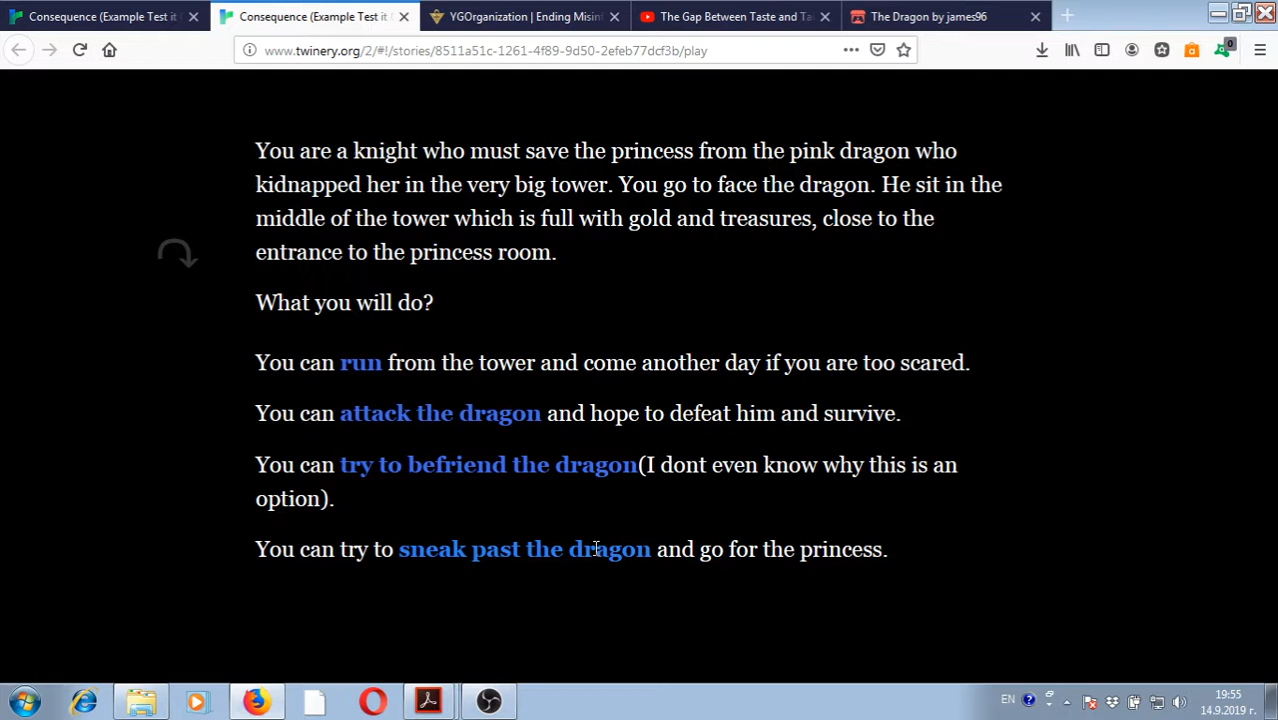 Consequence (Example Test it
Consequence (Example Test it
YGOrganization | Ending Misin
The Gap Between Taste and Ta
The Dragon by james96
www.twinery.org/2/#!/stories/8511a51c-1261-4f89-9d50-2efeb77dcf3b/play
0
You are a knight who must save the princess from the pink dragon who
kidnapped her in the very big tower. You go to face the dragon. He sit in the
middle of the tower which is full with gold and treasures, close to the
entrance to the princess room.
What you will do?
You can run from the tower and come another day if you are too scared.
You can attack the dragon and hope to defeat him and survive.
You can try to befriend the dragon(I dont even know why this is an
option).
You can try to sneak past the dragon and go for the princess.
EN
19:55
14.9.2019 г.